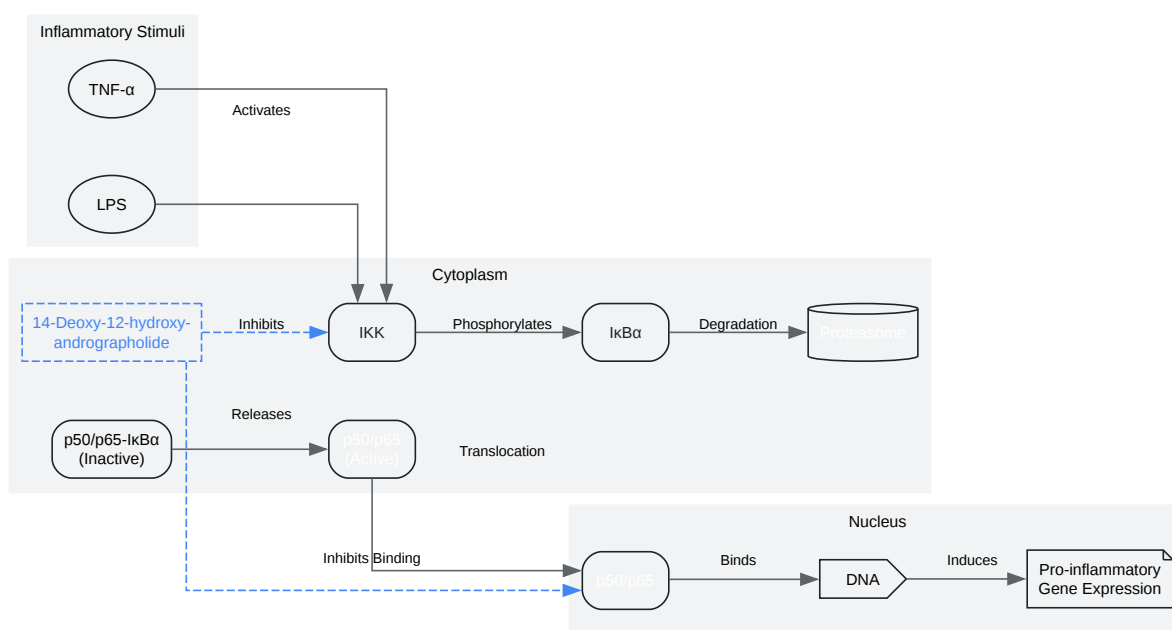 Inflammatory Stimuli
TNF-α
Activates
LPS
Cytoplasm
14-Deoxy-12-hydroxy-
andrographolide
Inhibits
IKK
Phosphorylates
IκBα
Degradation
Proteasome
Releases
p50/p65-IκBα
(Inactive)
p50/p65
(Active)
Translocation
Nucleus
Inhibits Binding
p50/p65
Binds
DNA
Induces
Pro-inflammatory
Gene Expression